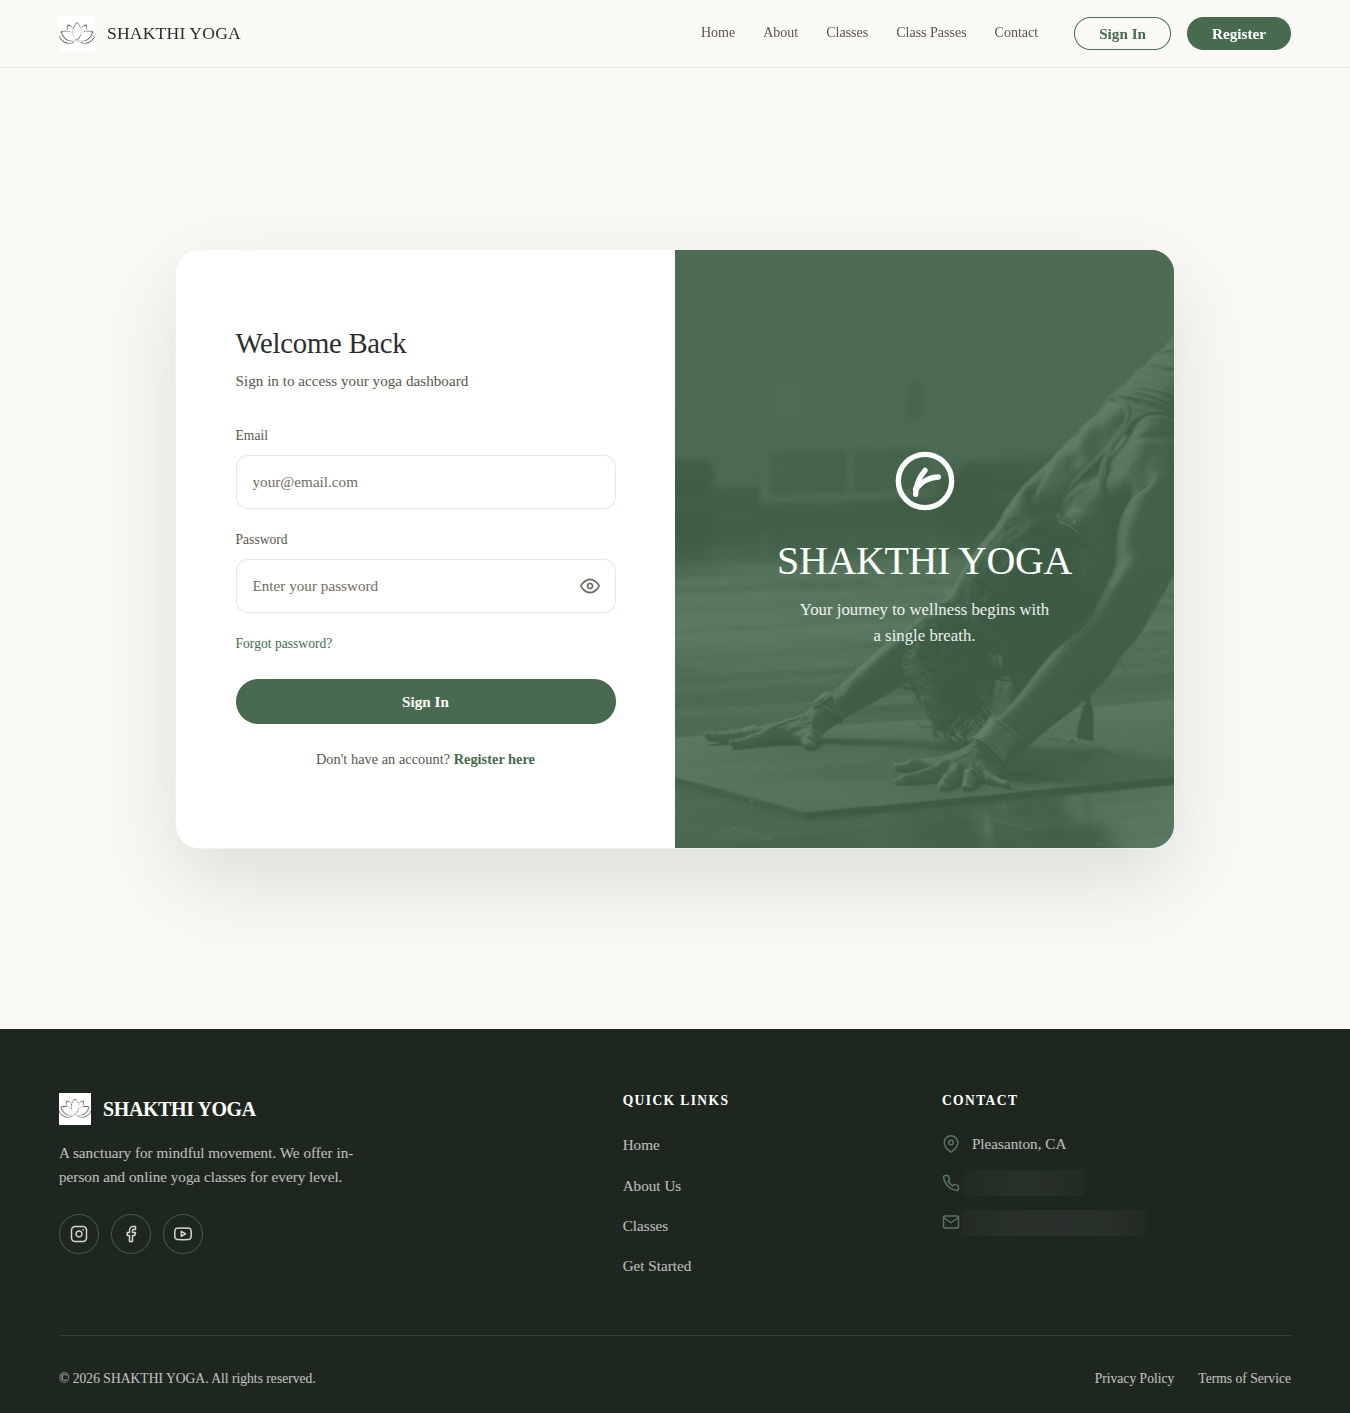 SHAKTHI YOGA
Home
About
Classes
Class Passes
Contact
Sign In
Register
Welcome Back
Sign in to access your yoga dashboard
Email
your@email.com
Password
Enter your password
Forgot password?
Sign In
Don't have an account? Register here
SHAKTHI YOGA
Your journey to wellness begins with
a single breath.
SHAKTHI YOGA
A sanctuary for mindful movement. We offer in-
person and online yoga classes for every level.
QUICK LINKS
Home
About Us
Classes
Get Started
CONTACT
Pleasanton, CA
© 2026 SHAKTHI YOGA. All rights reserved.
Privacy Policy
Terms of Service